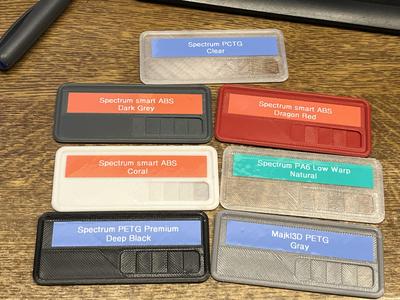 Spectrum PCTG
Clear
Spectrum smart ABS
Dark Grey
Spectrum smart ABS
Dragon Red
Spectrum smart ABS
Coral
Spectrum PA6 Low Warp
Natural
Spectrum PETG Premium
Deep Black
Majkl3D PETG
Gray